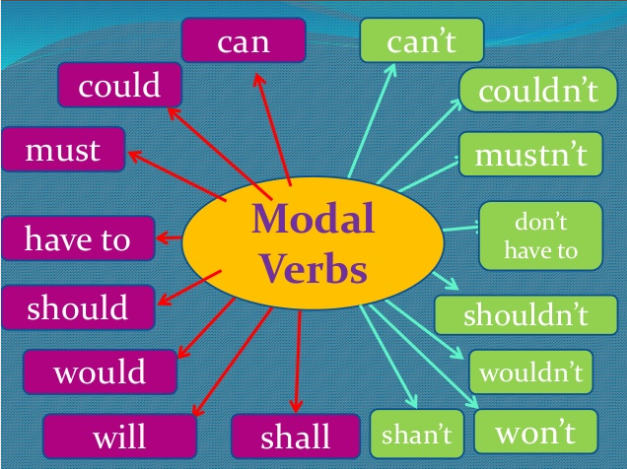 can
can't
could
couldn't
must
mustn't
Modal
Verbs
have to
don't
have to
should
shouldn't
would
wouldn't
will
shall
shan't
won't